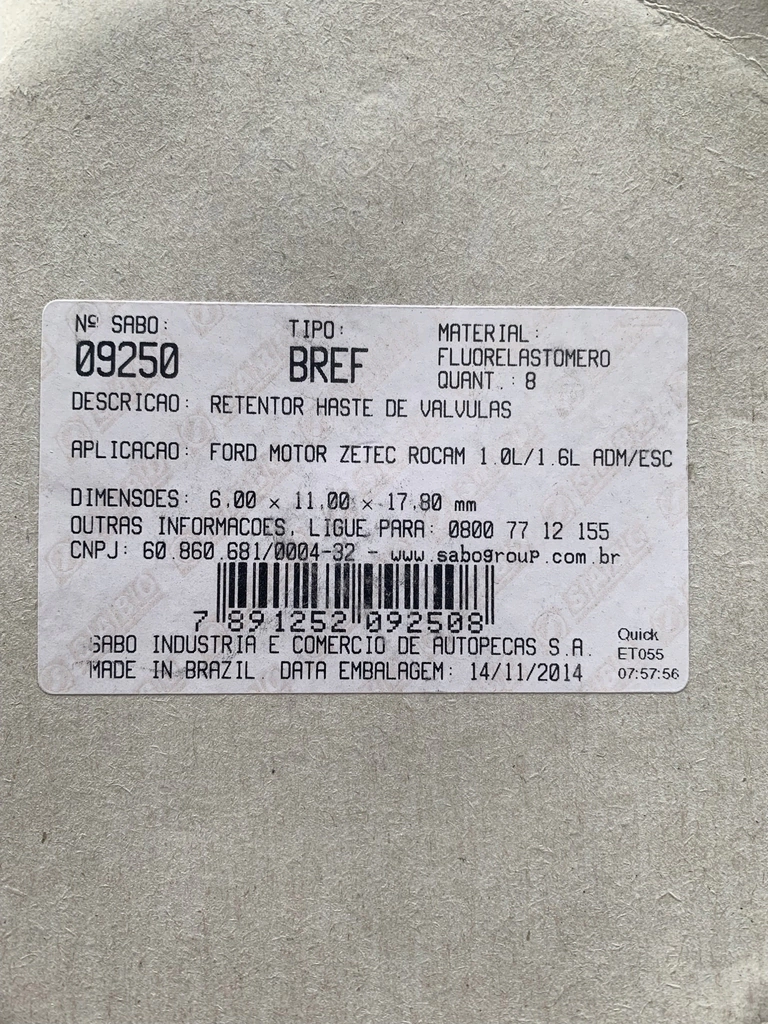 Nº SABO: TIPO: MATERIAL:
09250 BREF FLUORELASTOMERO
QUANT.: 8
DESCRICAO: RETENTOR HASTE DE VALVULAS
APLICACAO: FORD MOTOR ZETEC ROCAM 1.0L/1.6L ADM/ESC
DIMENSOES: 6,00 x 11,00 x 17,80 mm
OUTRAS INFORMACOES, LIGUE PARA: 0800 77 12 155
CNPJ: 60.860.681/0004-32 - www.sabogroup.com.br
7 891252 092508
SABO INDUSTRIA E COMERCIO DE AUTOPECAS S.A.
MADE IN BRAZIL. DATA EMBALAGEM: 14/11/2014
Quick
ET055
07:57:56